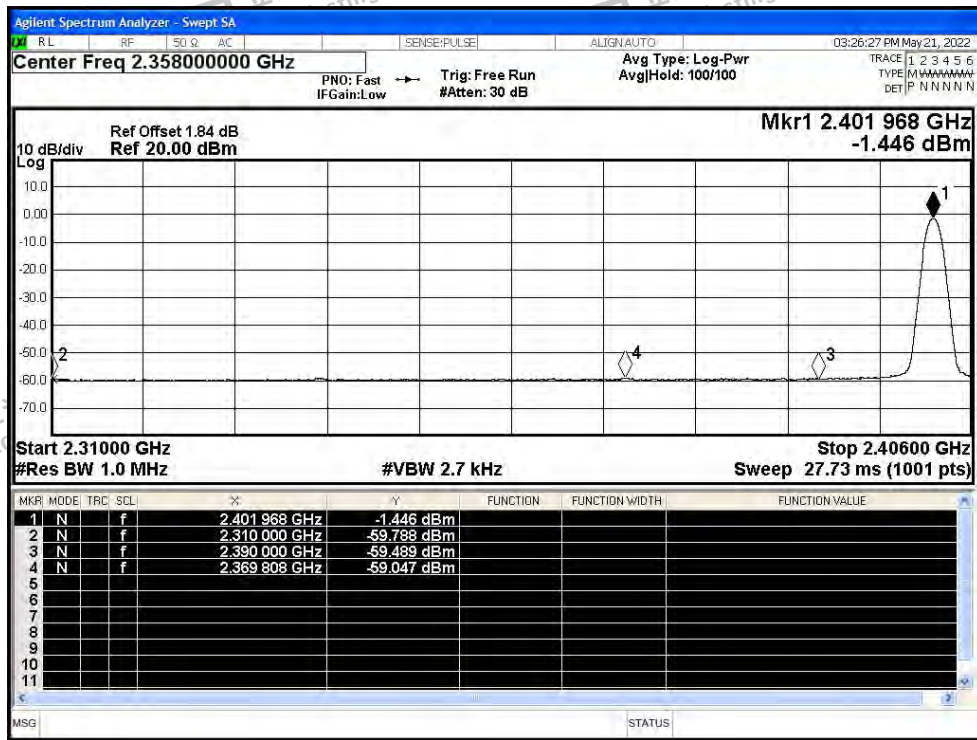 Agilent Spectrum Analyzer - Swept SA
RL RF 50 Ω AC SENSE:PULSE ALIGNAUTO 03:26:27 PM May 21, 2022
Center Freq 2.358000000 GHz
PNO: Fast
IFGain:Low
Trig: Free Run
#Atten: 30 dB
Avg Type: Log-Pwr
Avg|Hold: 100/100
TRACE 1 2 3 4 5 6
TYPE M W W W W W
DET P N N N N N
Ref Offset 1.84 dB
10 dB/div Ref 20.00 dBm
Log
Mkr1 2.401 968 GHz
-1.446 dBm
10.0
0.00
-10.0
-20.0
-30.0
-40.0
-50.0
-60.0
-70.0
1
2
4
3
Start 2.31000 GHz Stop 2.40600 GHz
#Res BW 1.0 MHz #VBW 2.7 kHz Sweep 27.73 ms (1001 pts)
MKR MODE TRC SCL X Y FUNCTION FUNCTION WIDTH FUNCTION VALUE
1 N f 2.401 968 GHz -1.446 dBm
2 N f 2.310 000 GHz -59.788 dBm
3 N f 2.390 000 GHz -59.489 dBm
4 N f 2.369 808 GHz -59.047 dBm
5
6
7
8
9
10
11
MSG STATUS